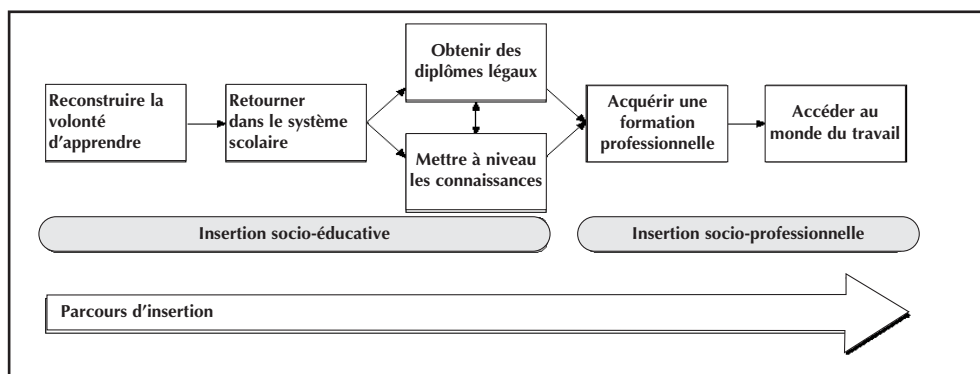 Reconstruire la
volonté
d'apprendre
Retourner
dans le système
scolaire
Obtenir des
diplômes légaux
Mettre à niveau
les connaissances
Acquérir une
formation
professionnelle
Accéder au
monde du travail
Insertion socio-éducative
Insertion socio-professionnelle
Parcours d'insertion